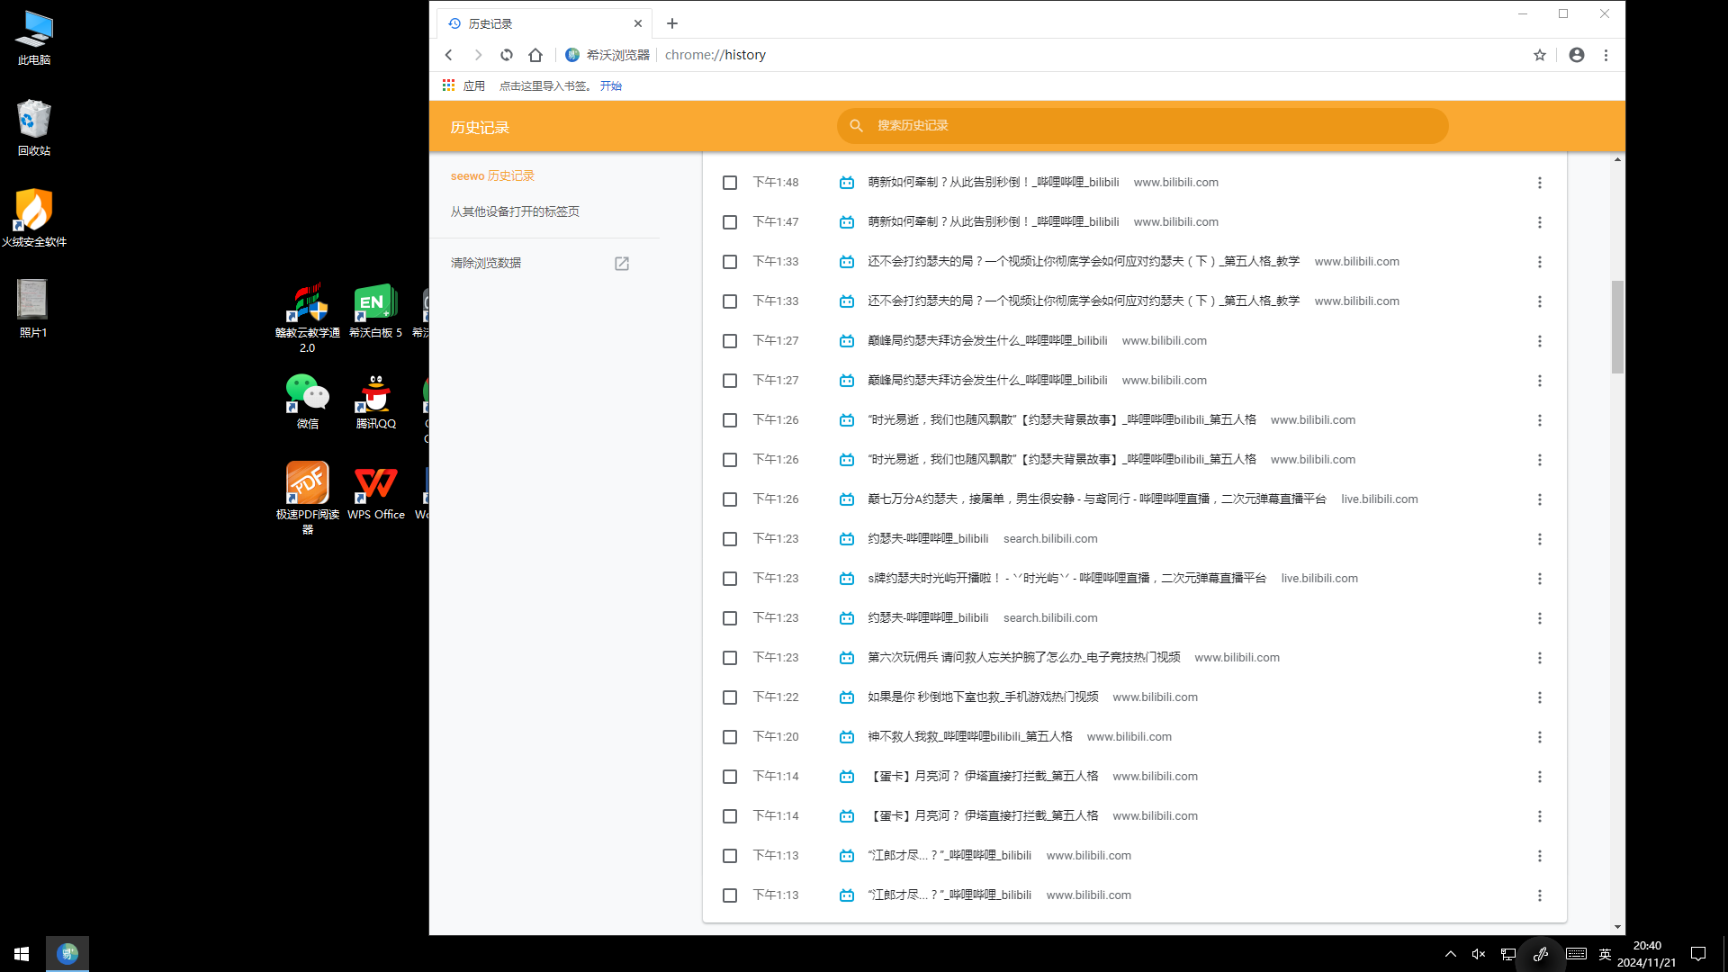 此电脑
回收站
火绒安全软件
照片1
赣教云教学通
2.0
希沃白板 5
希沃
微信
腾讯QQ
极速PDF阅读
器
WPS Office
历史记录
希沃浏览器
chrome://history
应用
点击这里导入书签。 开始
历史记录
搜索历史记录
seewo 历史记录
从其他设备打开的标签页
清除浏览数据
下午1:48 萌新如何牵制？从此告别秒倒！_哔哩哔哩_bilibili www.bilibili.com
下午1:47 萌新如何牵制？从此告别秒倒！_哔哩哔哩_bilibili www.bilibili.com
下午1:33 还不会打约瑟夫的局？一个视频让你彻底学会如何应对约瑟夫（下）_第五人格_教学 www.bilibili.com
下午1:33 还不会打约瑟夫的局？一个视频让你彻底学会如何应对约瑟夫（下）_第五人格_教学 www.bilibili.com
下午1:27 巅峰局约瑟夫拜访会发生什么_哔哩哔哩_bilibili www.bilibili.com
下午1:27 巅峰局约瑟夫拜访会发生什么_哔哩哔哩_bilibili www.bilibili.com
下午1:26 “时光易逝，我们也随风飘散”【约瑟夫背景故事】_哔哩哔哩bilibili_第五人格 www.bilibili.com
下午1:26 “时光易逝，我们也随风飘散”【约瑟夫背景故事】_哔哩哔哩bilibili_第五人格 www.bilibili.com
下午1:26 巅七万分A约瑟夫，接屠单，男生很安静 - 与鸢同行 - 哔哩哔哩直播，二次元弹幕直播平台 live.bilibili.com
下午1:23 约瑟夫-哔哩哔哩_bilibili search.bilibili.com
下午1:23 s牌约瑟夫时光屿开播啦！ - 丷时光屿丷 - 哔哩哔哩直播，二次元弹幕直播平台 live.bilibili.com
下午1:23 约瑟夫-哔哩哔哩_bilibili search.bilibili.com
下午1:23 第六次玩佣兵 请问救人忘关护腕了怎么办_电子竞技热门视频 www.bilibili.com
下午1:22 如果是你 秒倒地下室也救_手机游戏热门视频 www.bilibili.com
下午1:20 神不救人我救_哔哩哔哩bilibili_第五人格 www.bilibili.com
下午1:14 【蛋卡】月亮河？ 伊塔直接打拦截_第五人格 www.bilibili.com
下午1:14 【蛋卡】月亮河？ 伊塔直接打拦截_第五人格 www.bilibili.com
下午1:13 “江郎才尽...？”_哔哩哔哩_bilibili www.bilibili.com
下午1:13 “江郎才尽...？”_哔哩哔哩_bilibili www.bilibili.com
英
20:40
2024/11/21